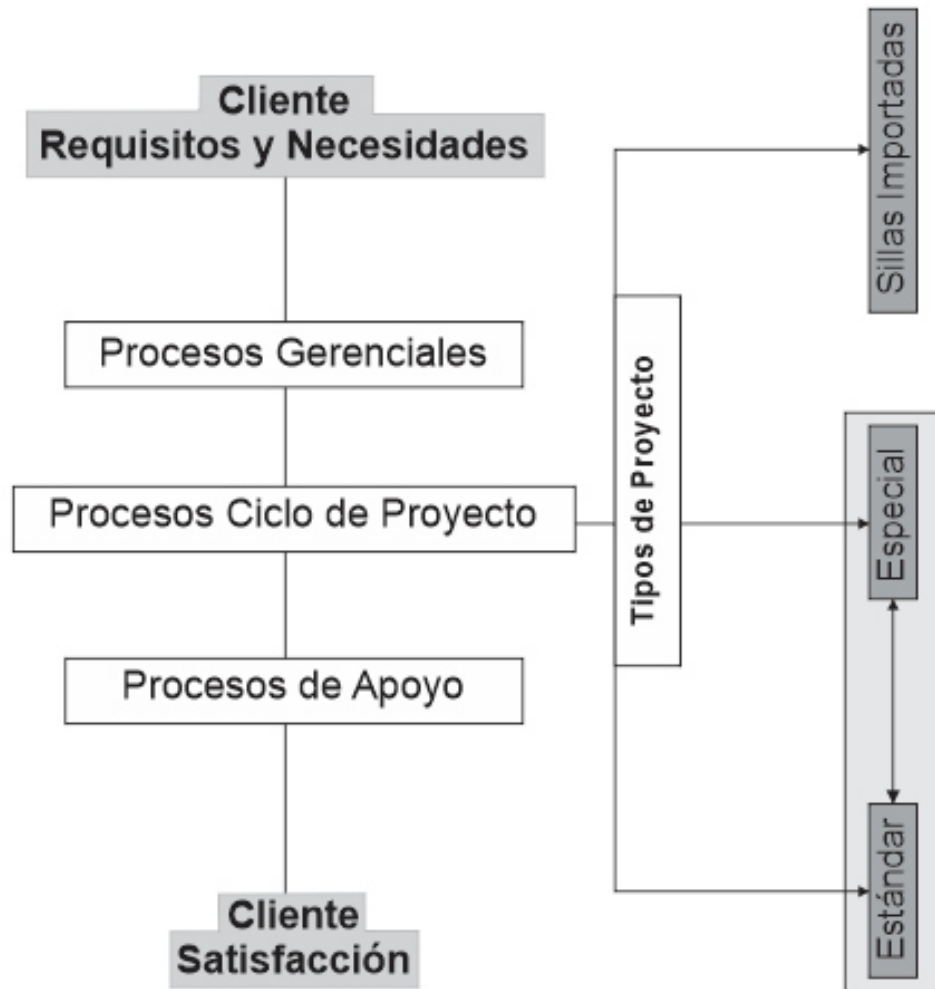 Cliente
Requisitos y Necesidades
Procesos Gerenciales
Procesos Ciclo de Proyecto
Procesos de Apoyo
Cliente
Satisfacción
Tipos de Proyecto
Sillas Importadas
Especial
Estándar